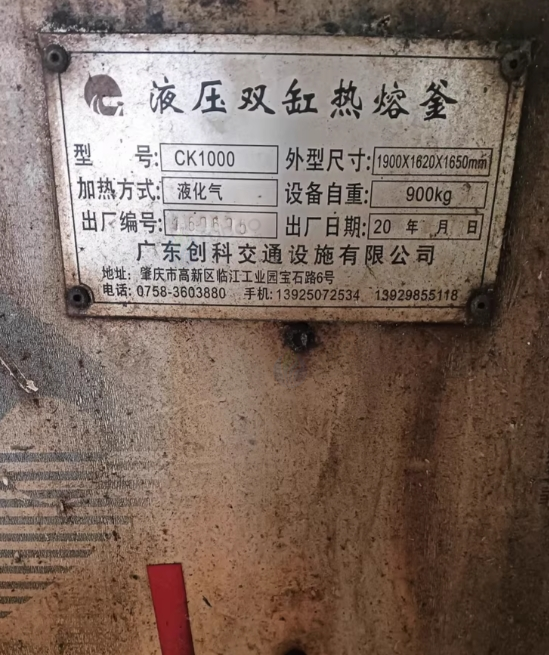 液压双缸热熔釜
型 号: CK1000 外型尺寸: 1900X1620X1650mm
加热方式: 液化气 设备自重: 900kg
出厂编号: 出厂日期: 20 年 月 日
广东创科交通设施有限公司
地址: 肇庆市高新区临江工业园宝石路6号
电话: 0758-3603880 手机: 13925072534 13929855118